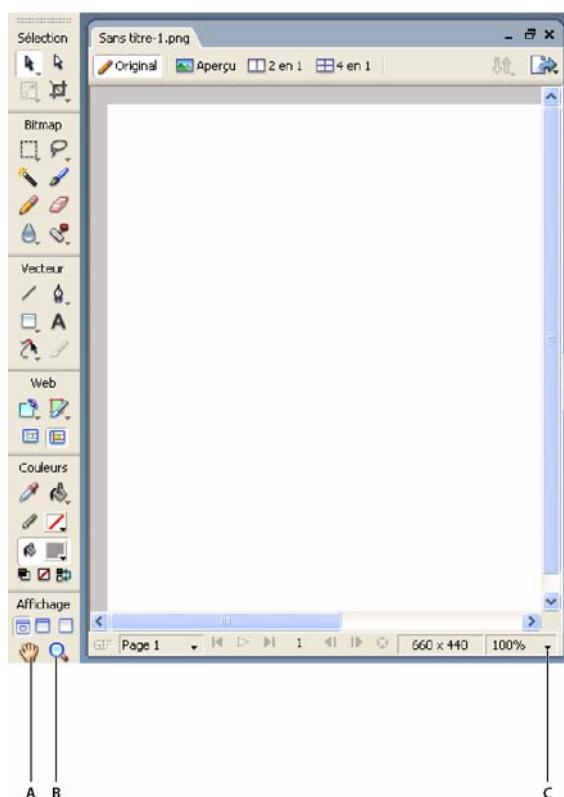 Sélection
Sans titre-1.png
Original Aperçu 2 en 1 4 en 1
Bitmap
Vecteur
A
Web
Couleurs
Affichage
GIF Page 1 1 660 x 440 100%
A B C